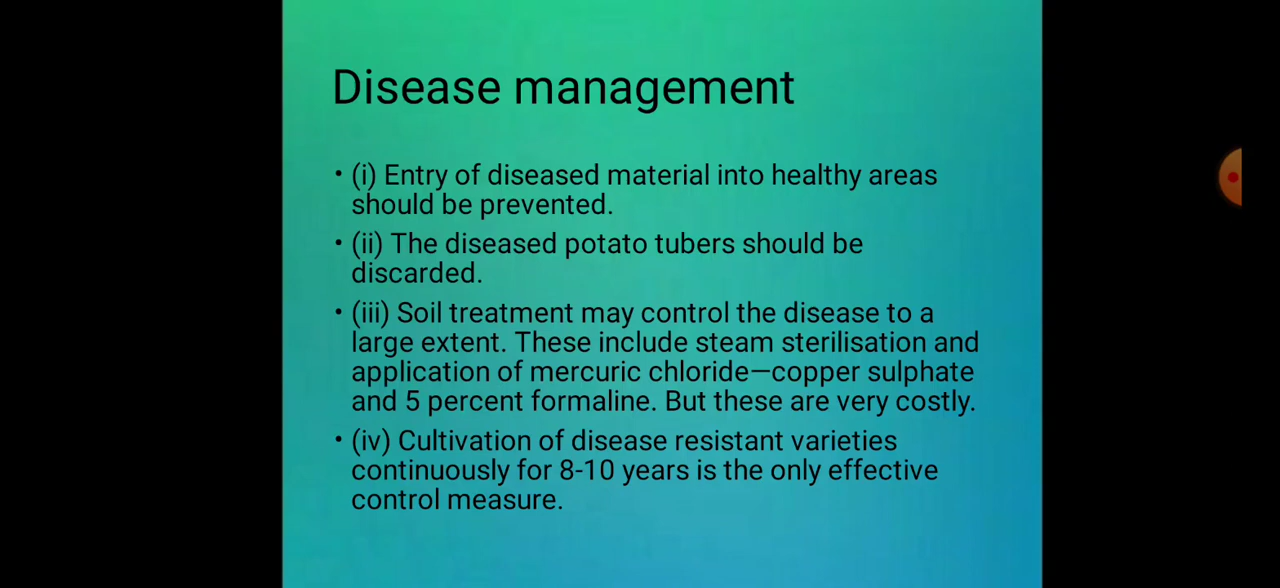 Disease management
• (i) Entry of diseased material into healthy areas
should be prevented.
• (ii) The diseased potato tubers should be
discarded.
• (iii) Soil treatment may control the disease to a
large extent. These include steam sterilisation and
application of mercuric chloride—copper sulphate
and 5 percent formaline. But these are very costly.
• (iv) Cultivation of disease resistant varieties
continuously for 8-10 years is the only effective
control measure.